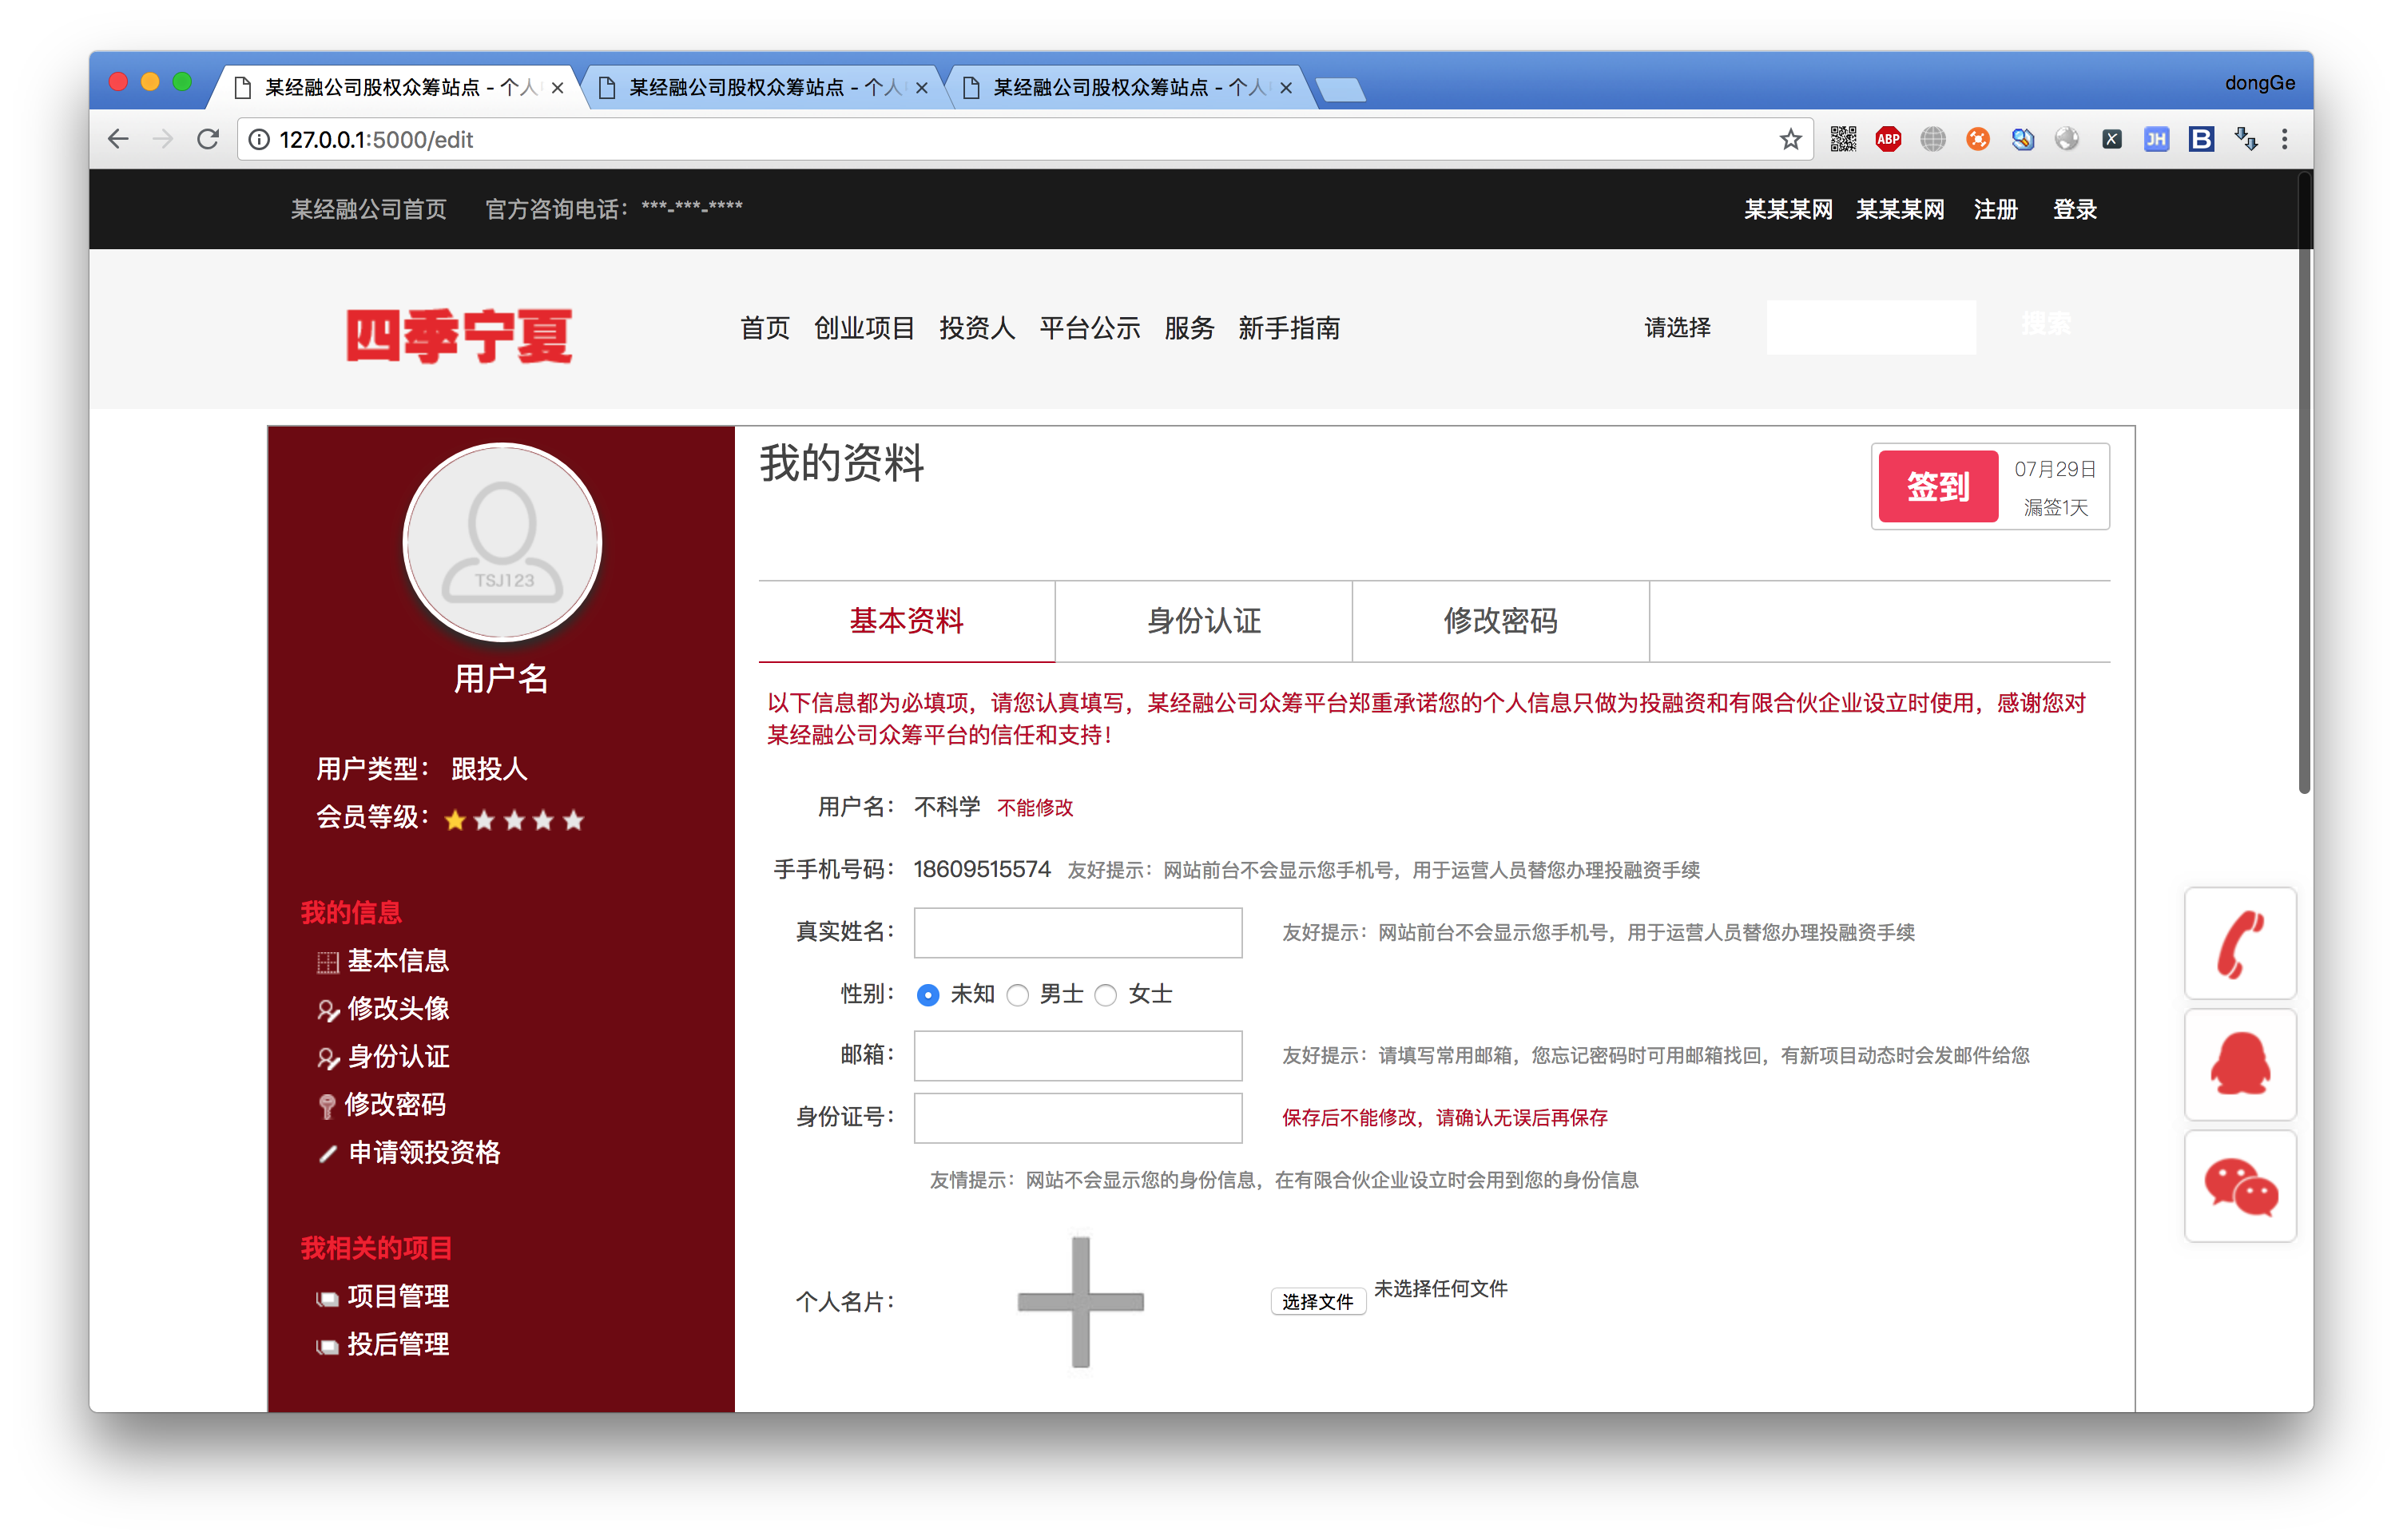 某经融公司股权众筹站点 - 个人
某经融公司股权众筹站点 - 个人
某经融公司股权众筹站点 - 个人
dongGe
127.0.0.1:5000/edit
ABP
X
JH
B
某经融公司首页 官方咨询电话：***-***-****
某某某网 某某某网 注册 登录
四季宁夏
首页 创业项目 投资人 平台公示 服务 新手指南
请选择
搜索
TSJ123
用户名
用户类型： 跟投人
会员等级：
我的信息
基本信息
修改头像
身份认证
修改密码
申请领投资格
我相关的项目
项目管理
投后管理
我的资料
签到
07月29日
漏签1天
基本资料 身份认证 修改密码
以下信息都为必填项，请您认真填写，某经融公司众筹平台郑重承诺您的个人信息只做为投融资和有限合伙企业设立时使用，感谢您对
某经融公司众筹平台的信任和支持！
用户名： 不科学 不能修改
手手机号码： 18609515574 友好提示：网站前台不会显示您手机号，用于运营人员替您办理投融资手续
真实姓名： 友好提示：网站前台不会显示您手机号，用于运营人员替您办理投融资手续
性别： 未知 男士 女士
邮箱： 友好提示：请填写常用邮箱，您忘记密码时可用邮箱找回，有新项目动态时会发邮件给您
身份证号： 保存后不能修改，请确认无误后再保存
友情提示：网站不会显示您的身份信息，在有限合伙企业设立时会用到您的身份信息
个人名片： 选择文件 未选择任何文件